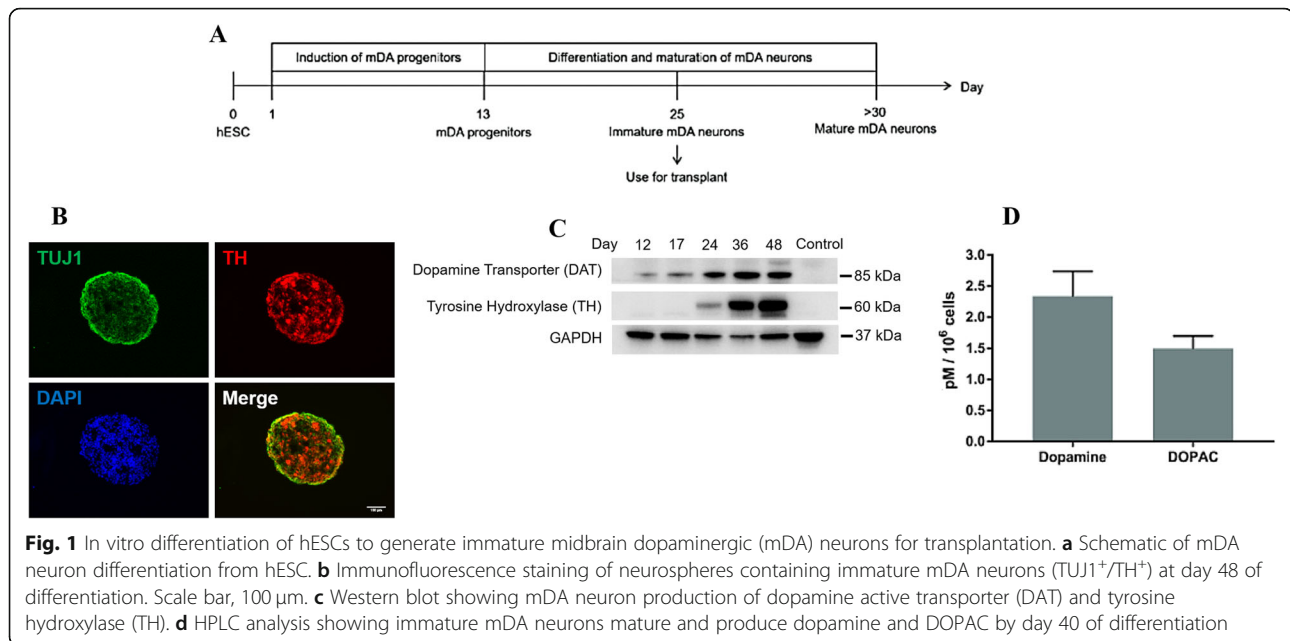 A
Induction of mDA progenitors Differentiation and maturation of mDA neurons
Day
0 1 13 25 >30
hESC mDA progenitors Immature mDA neurons Mature mDA neurons
Use for transplant
B
TUJ1 TH
DAPI Merge
100 µm
C
Day 12 17 24 36 48 Control
Dopamine Transporter (DAT) 85 kDa
Tyrosine Hydroxylase (TH) 60 kDa
GAPDH 37 kDa
D
pM / 10⁶ cells
3.0
2.5
2.0
1.5
1.0
0.5
0.0
Dopamine DOPAC
Fig. 1 In vitro differentiation of hESCs to generate immature midbrain dopaminergic (mDA) neurons for transplantation. a Schematic of mDA
neuron differentiation from hESC. b Immunofluorescence staining of neurospheres containing immature mDA neurons (TUJ1⁺/TH⁺) at day 48 of
differentiation. Scale bar, 100 μm. c Western blot showing mDA neuron production of dopamine active transporter (DAT) and tyrosine
hydroxylase (TH). d HPLC analysis showing immature mDA neurons mature and produce dopamine and DOPAC by day 40 of differentiation